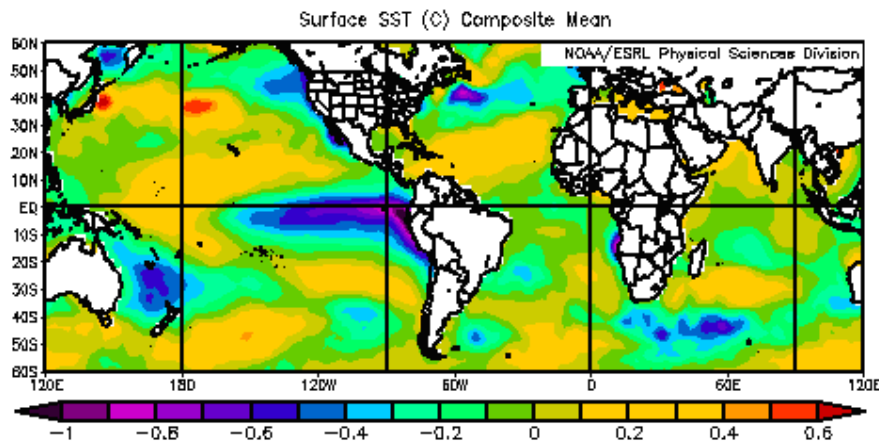 Surface SST (C) Composite Mean
NOAA/ESRL Physical Sciences Division
60N
50N
40N
30N
20N
10N
EQ
10S
20S
30S
40S
50S
60S
120E 180 120W 60W 0 60E 120E
-1 -0.8 -0.6 -0.4 -0.2 0 0.2 0.4 0.6